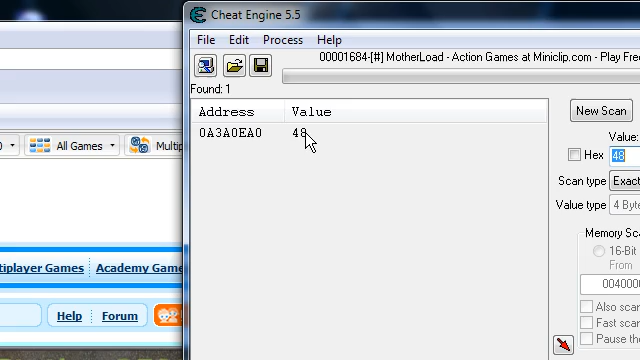 Cheat Engine 5.5
File Edit Process Help
00001684-[#] MotherLoad - Action Games at Miniclip.com - Play Free
Found: 1
Address Value
0A3A0EA0 48
New Scan
Value:
Hex 48
Scan type Exact
Value type 4 Byte
Memory Sca
16-Bit
From
004000
Also scan
Fast scan
Pause the
All Games Multip
tiplayer Games Academy Game
Help Forum